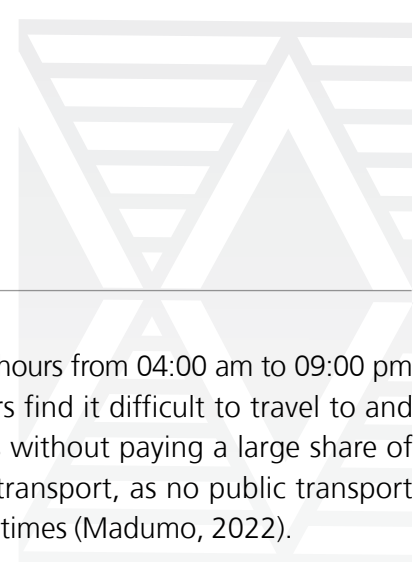 hours from 04:00 am to 09:00 pm
rs find it difficult to travel to and
without paying a large share of
transport, as no public transport
times (Madumo, 2022).